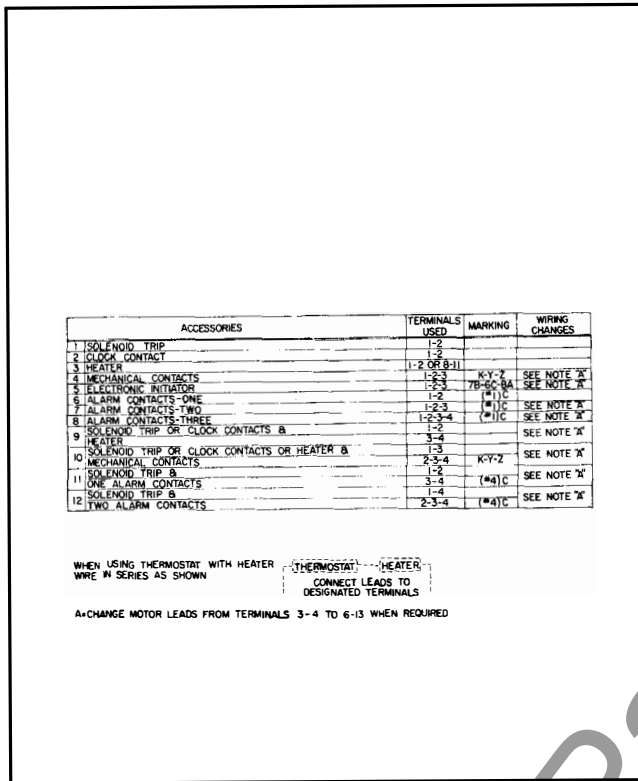 ACCESSORIES TERMINALS USED MARKING WIRING CHANGES
1 SOLENOID TRIP 1-2
2 CLOCK CONTACT 1-2
3 HEATER 1-2 OR 8-11
4 MECHANICAL CONTACTS 1-2-3 K-Y-Z SEE NOTE "A"
5 ELECTRONIC INITIATOR 1-2-3 7B-6C-8A SEE NOTE "A"
6 ALARM CONTACTS-ONE 1-2 (#1)C
7 ALARM CONTACTS-TWO 1-2-3 (#1)C SEE NOTE "A"
8 ALARM CONTACTS-THREE 1-2-3-4 (#1)C SEE NOTE "A"
9 SOLENOID TRIP OR CLOCK CONTACTS & 1-2 SEE NOTE "A"
HEATER 3-4
10 SOLENOID TRIP OR CLOCK CONTACTS OR HEATER & 1-3 SEE NOTE "A"
MECHANICAL CONTACTS 2-3-4 K-Y-Z
11 SOLENOID TRIP & 1-2 SEE NOTE "A"
ONE ALARM CONTACTS 3-4 (#4)C
12 SOLENOID TRIP & 1-4 SEE NOTE "A"
TWO ALARM CONTACTS 2-3-4 (#4)C
WHEN USING THERMOSTAT WITH HEATER
WIRE IN SERIES AS SHOWN
THERMOSTAT HEATER
CONNECT LEADS TO
DESIGNATED TERMINALS
A=CHANGE MOTOR LEADS FROM TERMINALS 3-4 TO 6-13 WHEN REQUIRED